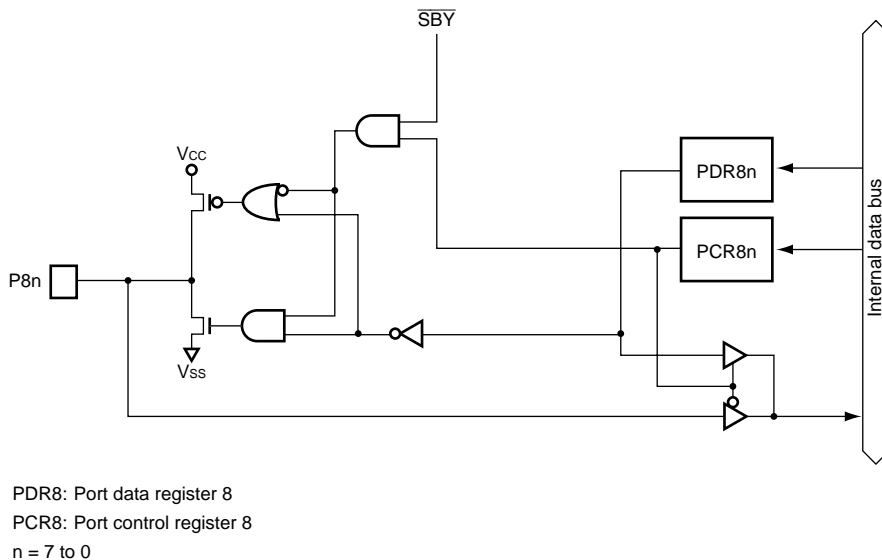 SBY
VCC
PDR8n
PCR8n
Internal data bus
P8n
VSS
PDR8: Port data register 8
PCR8: Port control register 8
n = 7 to 0